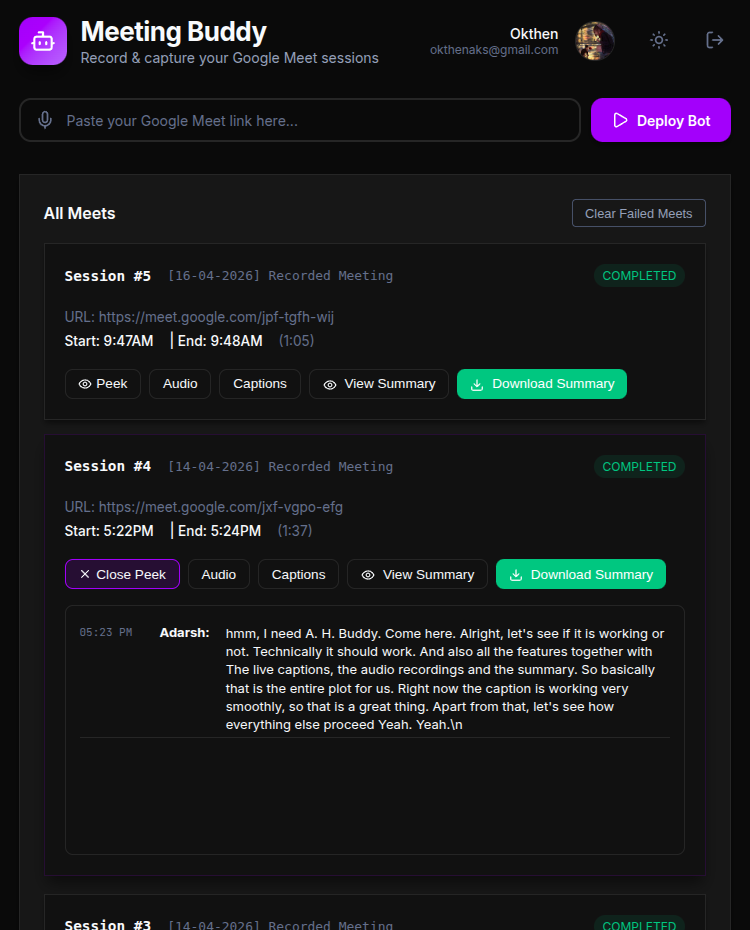 Meeting Buddy
Record & capture your Google Meet sessions
Okthen
okthenaks@gmail.com
Paste your Google Meet link here...
Deploy Bot
All Meets
Clear Failed Meets
Session #5 [16-04-2026] Recorded Meeting COMPLETED
URL: https://meet.google.com/jpf-tgfh-wij
Start: 9:47AM | End: 9:48AM (1:05)
Peek Audio Captions View Summary Download Summary
Session #4 [14-04-2026] Recorded Meeting COMPLETED
URL: https://meet.google.com/jxf-vgpo-efg
Start: 5:22PM | End: 5:24PM (1:37)
Close Peek Audio Captions View Summary Download Summary
05:23 PM Adarsh: hmm, I need A. H. Buddy. Come here. Alright, let's see if it is working or
not. Technically it should work. And also all the features together with
The live captions, the audio recordings and the summary. So basically
that is the entire plot for us. Right now the caption is working very
smoothly, so that is a great thing. Apart from that, let's see how
everything else proceed Yeah. Yeah.\n
Session #3 [14-04-2026] Recorded Meeting COMPLETED